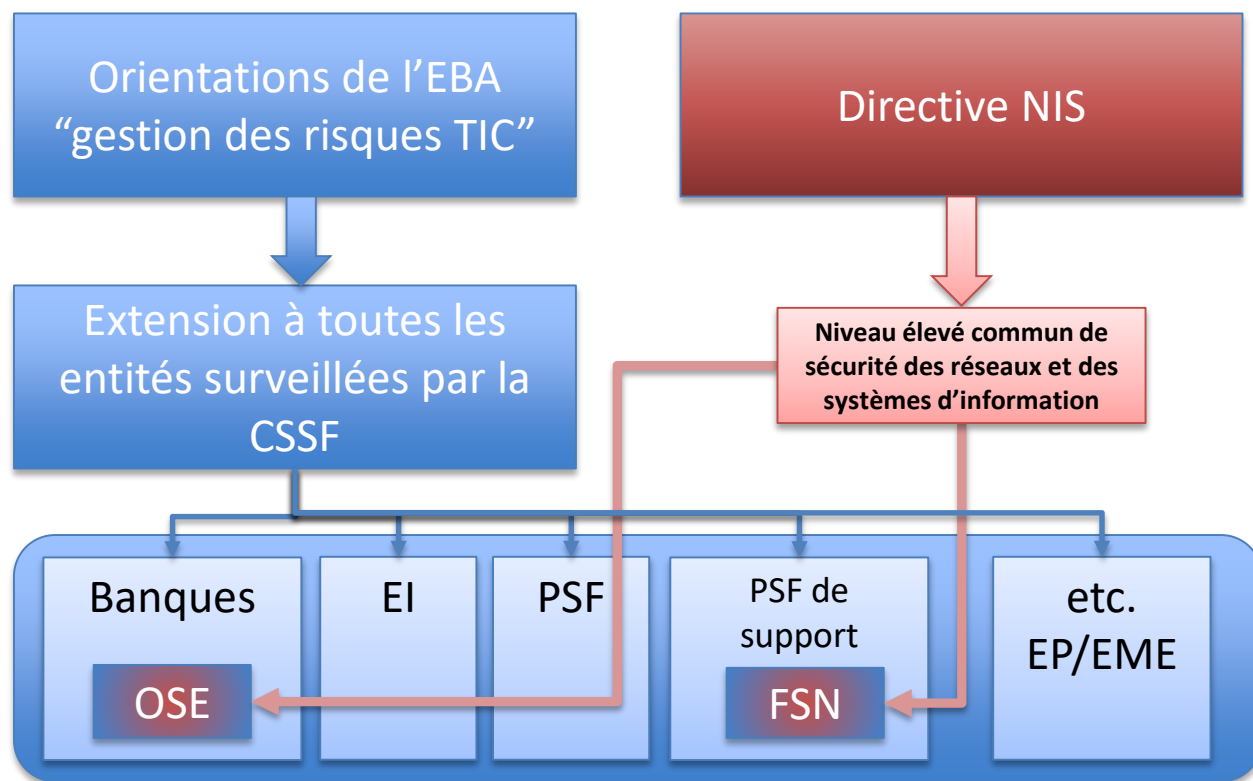 Orientations de l’EBA
“gestion des risques TIC”
Directive NIS
Extension à toutes les
entités surveillées par la
CSSF
Niveau élevé commun de
sécurité des réseaux et des
systèmes d’information
Banques
OSE
EI
PSF
PSF de
support
FSN
etc.
EP/EME